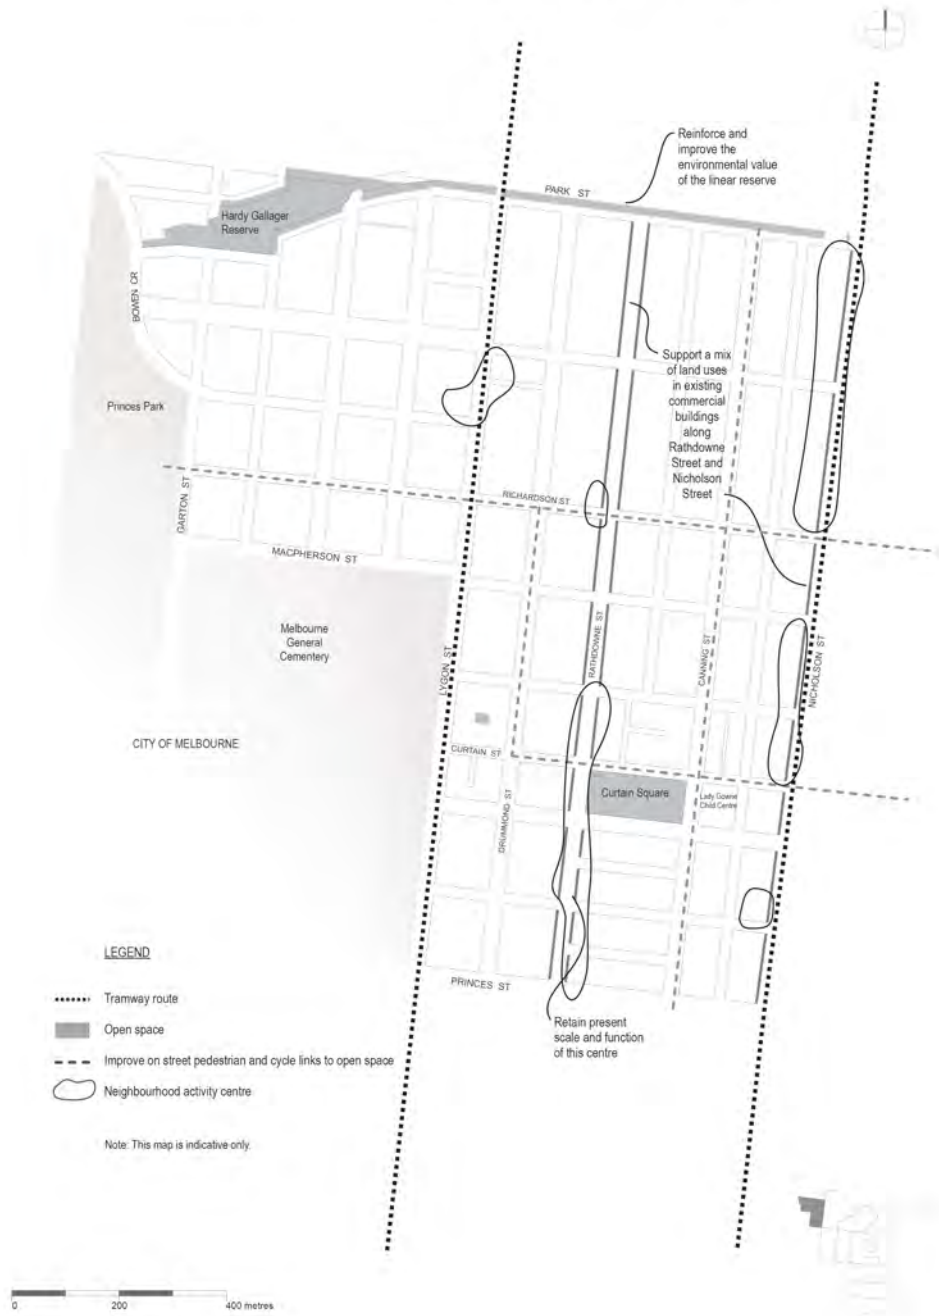 Reinforce and
improve the
environmental value
of the linear reserve
PARK ST
Hardy Gallager
Reserve
BOWEN CR
Support a mix
of land uses
in existing
commercial
buildings
along
Rathdowne
Street and
Nicholson
Street
Princes Park
GARTON ST
RICHARDSON ST
MACPHERSON ST
Melbourne
General
Cementery
LYGON ST
RATHDOWNE ST
CANNING ST
NICHOLSON ST
CITY OF MELBOURNE
CURTAIN ST
Curtain Square
Lady Gowrie
Child Centre
DRUMMOND ST
PRINCES ST
Retain present
scale and function
of this centre
LEGEND
Tramway route
Open space
Improve on street pedestrian and cycle links to open space
Neighbourhood activity centre
Note: This map is indicative only.
0 200 400 metres